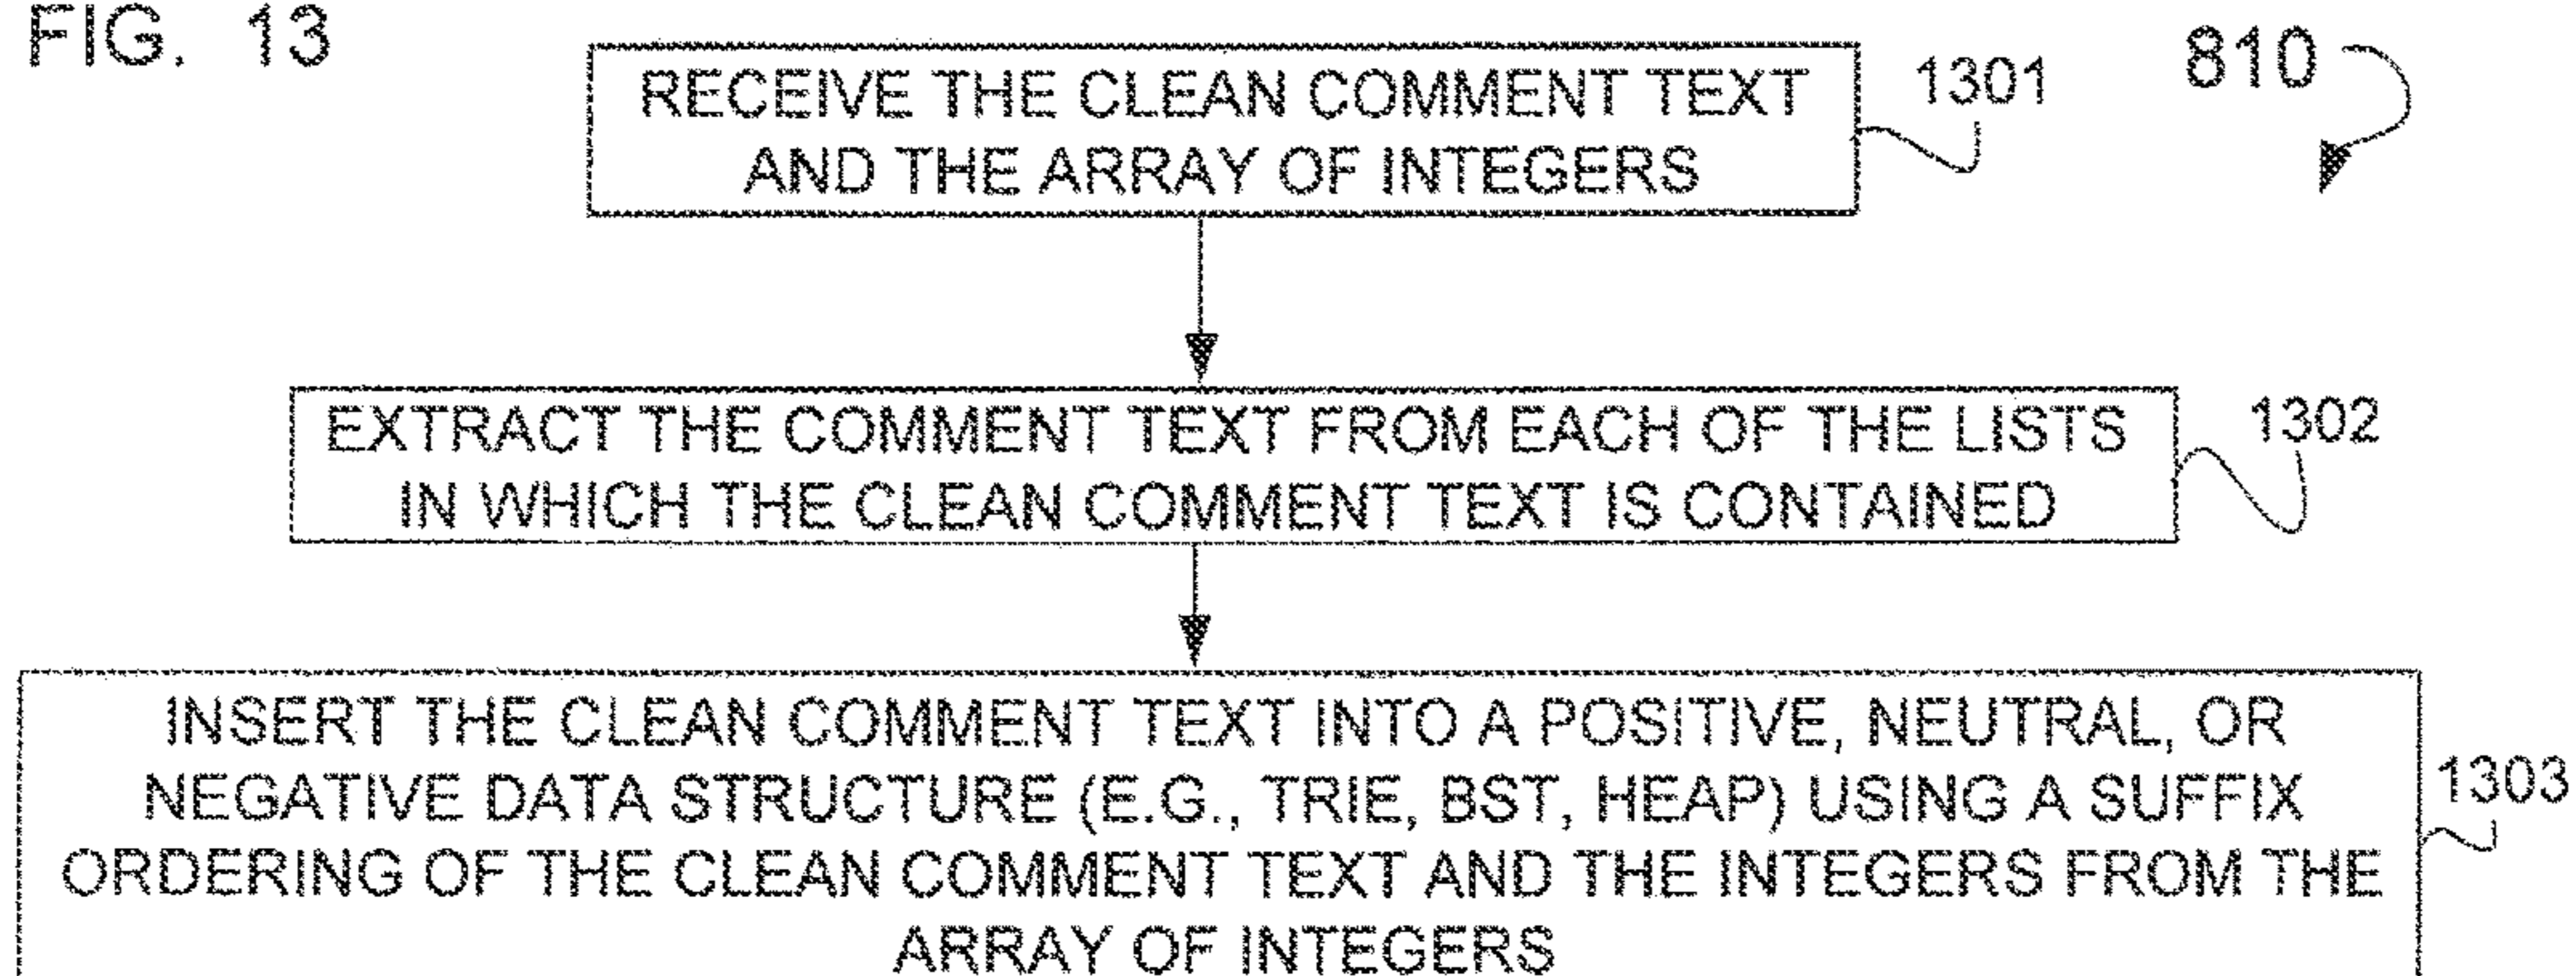 FIG. 13
810
RECEIVE THE CLEAN COMMENT TEXT
AND THE ARRAY OF INTEGERS
1301
EXTRACT THE COMMENT TEXT FROM EACH OF THE LISTS
IN WHICH THE CLEAN COMMENT TEXT IS CONTAINED
1302
INSERT THE CLEAN COMMENT TEXT INTO A POSITIVE, NEUTRAL, OR
NEGATIVE DATA STRUCTURE (E.G., TRIE, BST, HEAP) USING A SUFFIX
ORDERING OF THE CLEAN COMMENT TEXT AND THE INTEGERS FROM THE
ARRAY OF INTEGERS
1303